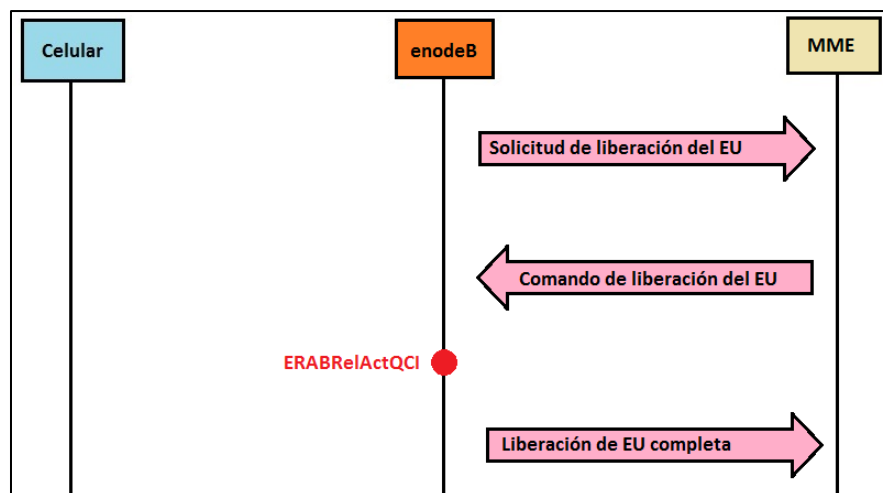 Celular
enodeB
MME
Solicitud de liberación del EU
Comando de liberación del EU
ERABRelActQCI
Liberación de EU completa